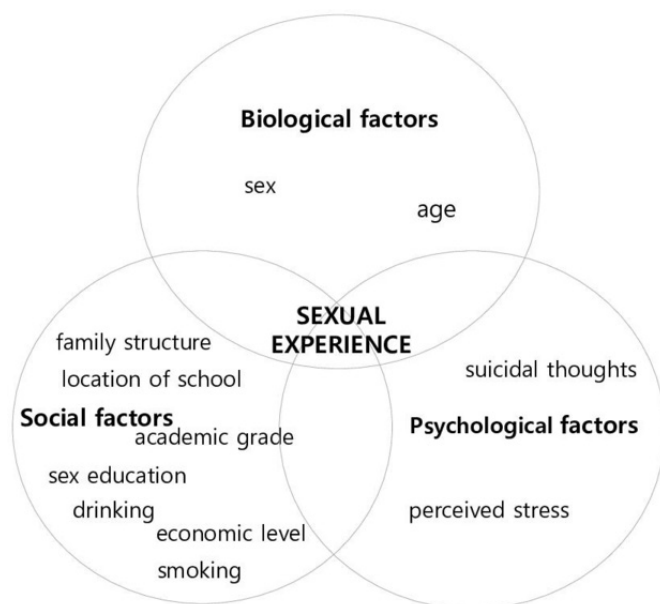 Biological factors
sex
age
SEXUAL
EXPERIENCE
family structure
location of school
Social factors
academic grade
sex education
drinking
economic level
smoking
suicidal thoughts
Psychological factors
perceived stress